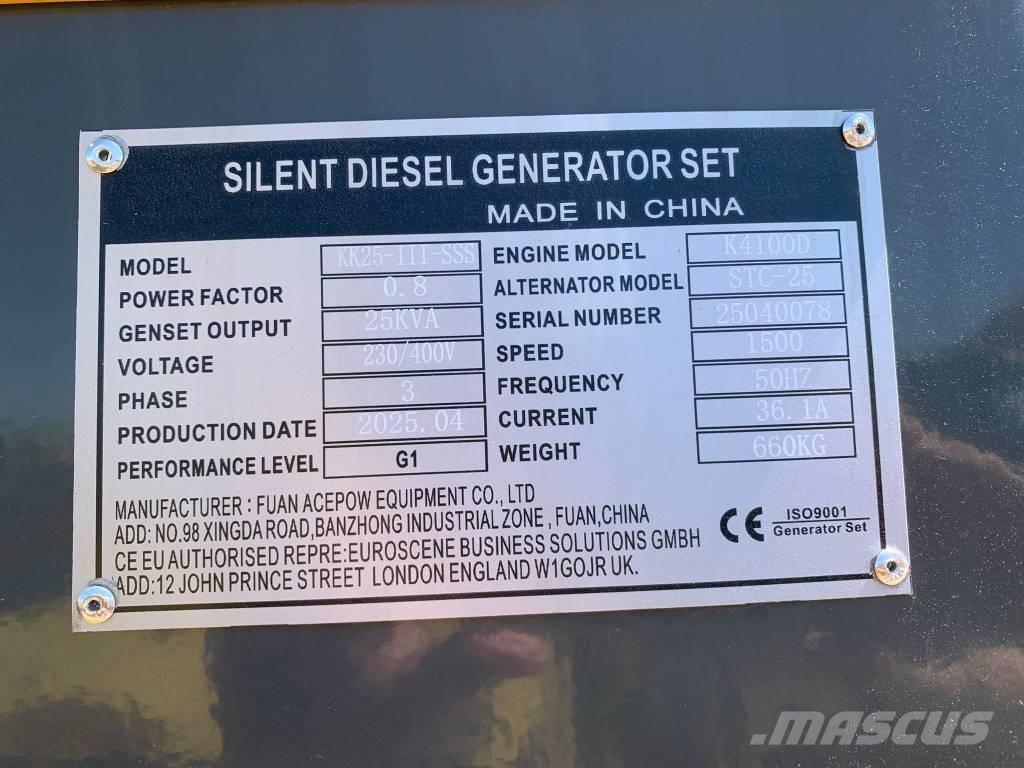 SILENT DIESEL GENERATOR SET
MADE IN CHINA
MODEL KK25-III-SSS
POWER FACTOR 0.8
GENSET OUTPUT 25KVA
VOLTAGE 230/400V
PHASE 3
PRODUCTION DATE 2025.04
PERFORMANCE LEVEL G1
ENGINE MODEL K4100D
ALTERNATOR MODEL STC-25
SERIAL NUMBER 25040078
SPEED 1500
FREQUENCY 50HZ
CURRENT 36.1A
WEIGHT 660KG
MANUFACTURER : FUAN ACEPOW EQUIPMENT CO., LTD
ADD: NO.98 XINGDA ROAD,BANZHONG INDUSTRIAL ZONE , FUAN,CHINA
CE EU AUTHORISED REPRE:EUROSCENE BUSINESS SOLUTIONS GMBH
ADD:12 JOHN PRINCE STREET LONDON ENGLAND W1GOJR UK.
CE ISO9001
Generator Set
MASCUS